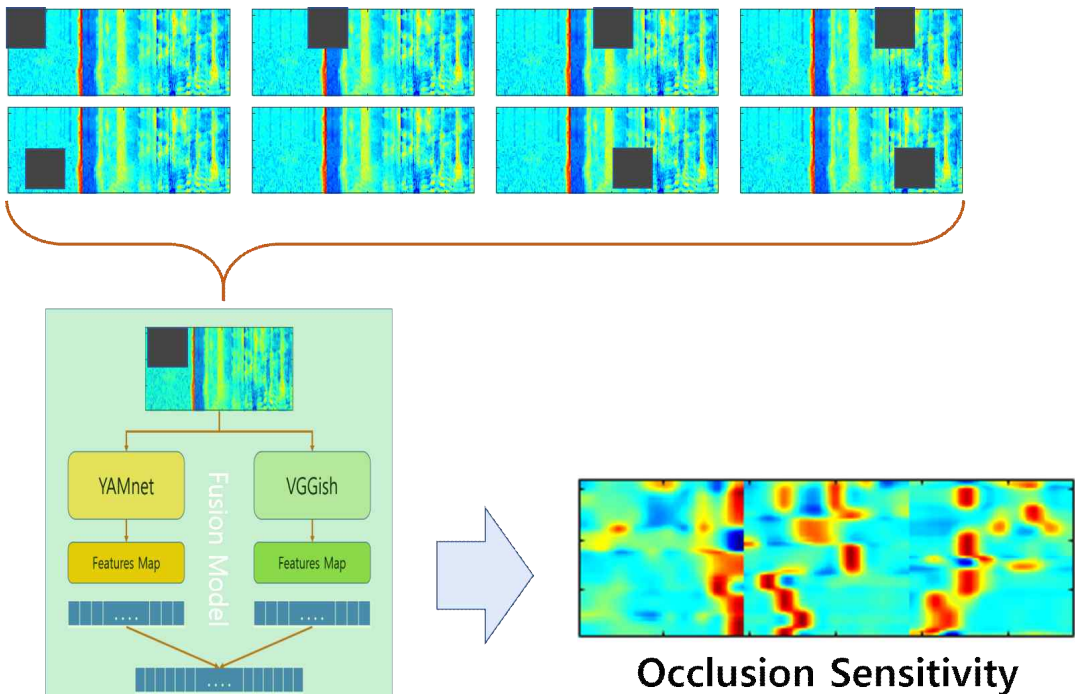 YAMnet
VGGish
Fusion Model
Features Map
Features Map
....
....
....
Occlusion Sensitivity